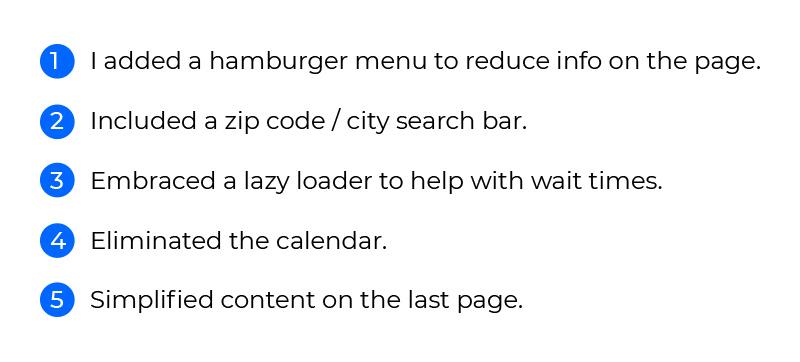 1 I added a hamburger menu to reduce info on the page.
2 Included a zip code / city search bar.
3 Embraced a lazy loader to help with wait times.
4 Eliminated the calendar.
5 Simplified content on the last page.